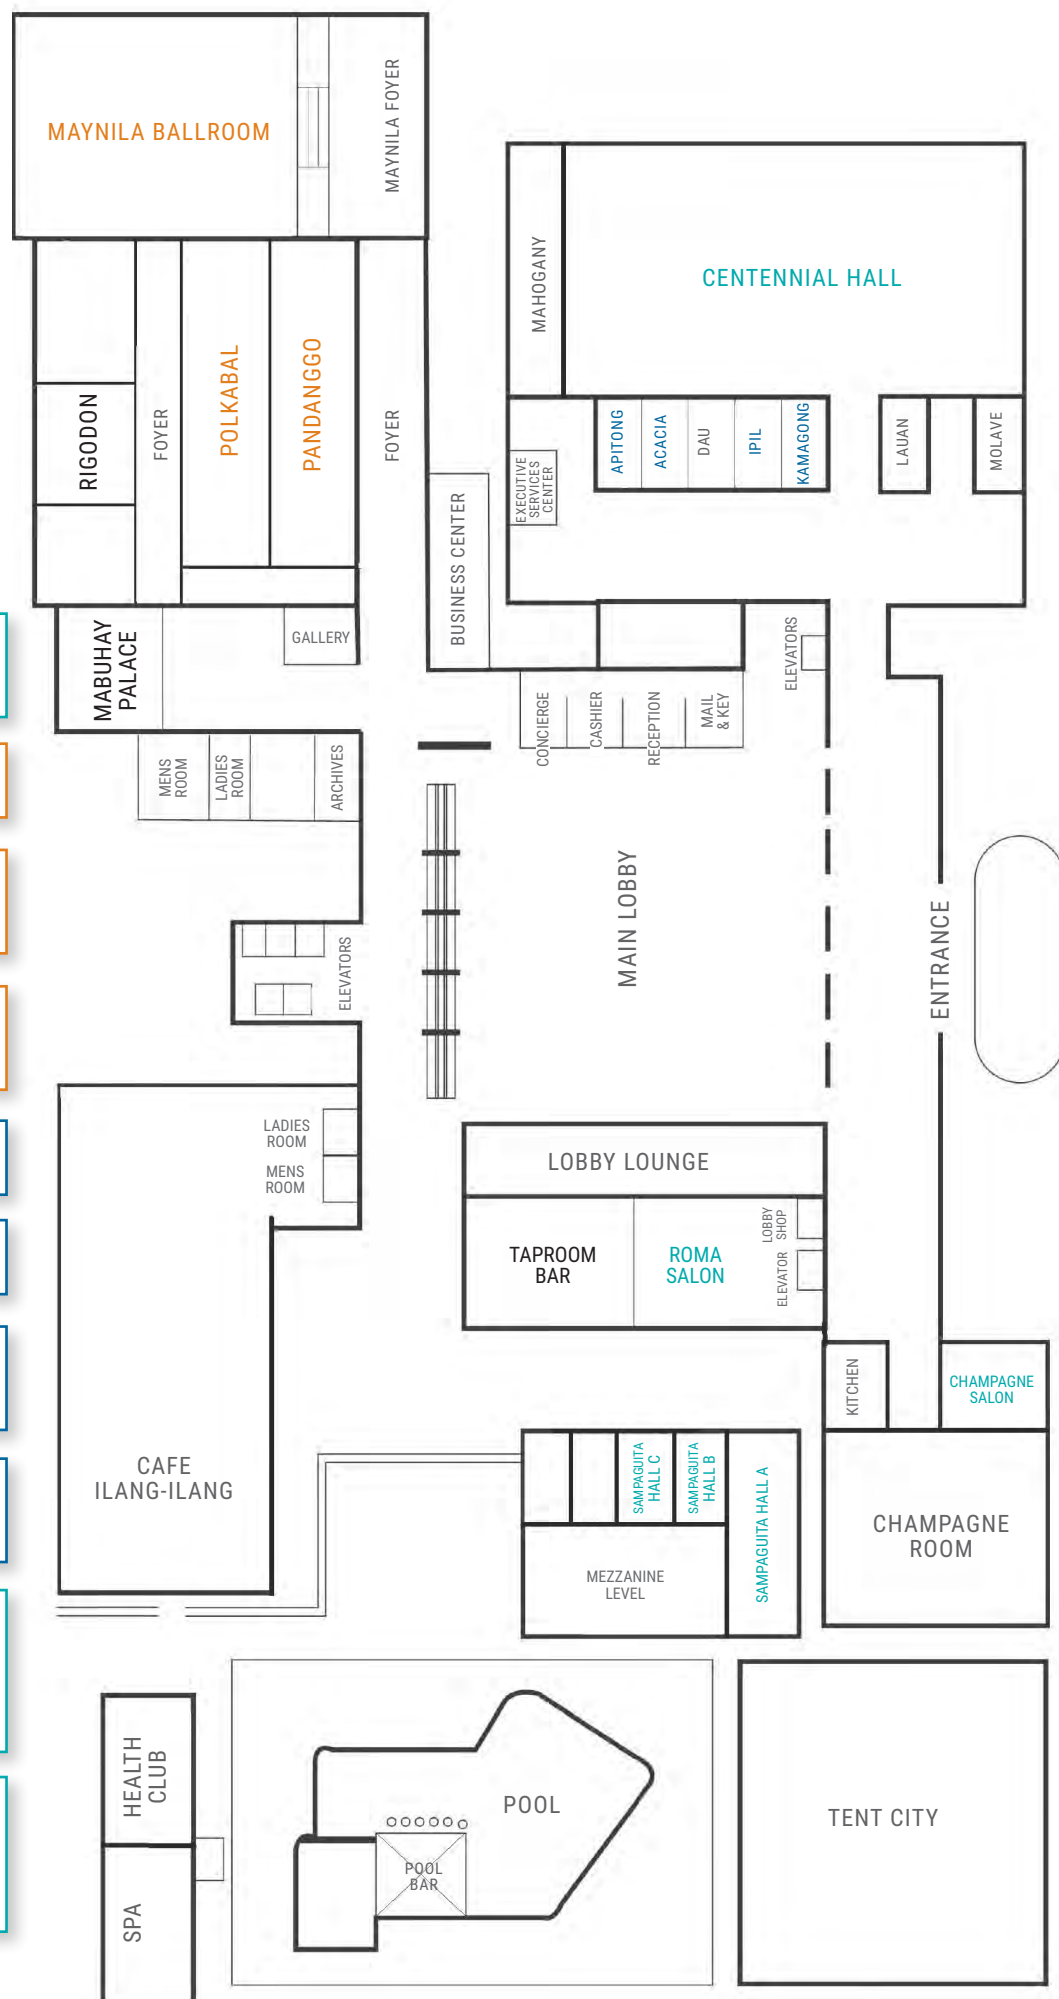 MAYNILA BALLROOM
MAYNILA FOYER
MAHOGANY
CENTENNIAL HALL
RIGODON
FOYER
POLKABAL
PANDANGGO
FOYER
APITONG
ACACIA
DAU
IPIL
KAMAGONG
LAUAN
MOLAVE
EXECUTIVE
SERVICES
CENTER
BUSINESS CENTER
MABUHAY
PALACE
GALLERY
ELEVATORS
CONCIERGE
CASHIER
RECEPTION
MAIL
& KEY
MENS
ROOM
LADIES
ROOM
ARCHIVES
MAIN LOBBY
ENTRANCE
ELEVATORS
LADIES
ROOM
MENS
ROOM
LOBBY LOUNGE
TAPROOM
BAR
ROMA
SALON
LOBBY
SHOP
ELEVATOR
KITCHEN
CHAMPAGNE
SALON
CAFE
ILANG-ILANG
SAMPAGUITA
HALL C
SAMPAGUITA
HALL B
SAMPAGUITA HALL A
CHAMPAGNE
ROOM
MEZZANINE
LEVEL
HEALTH
CLUB
POOL
TENT CITY
POOL
BAR
SPA